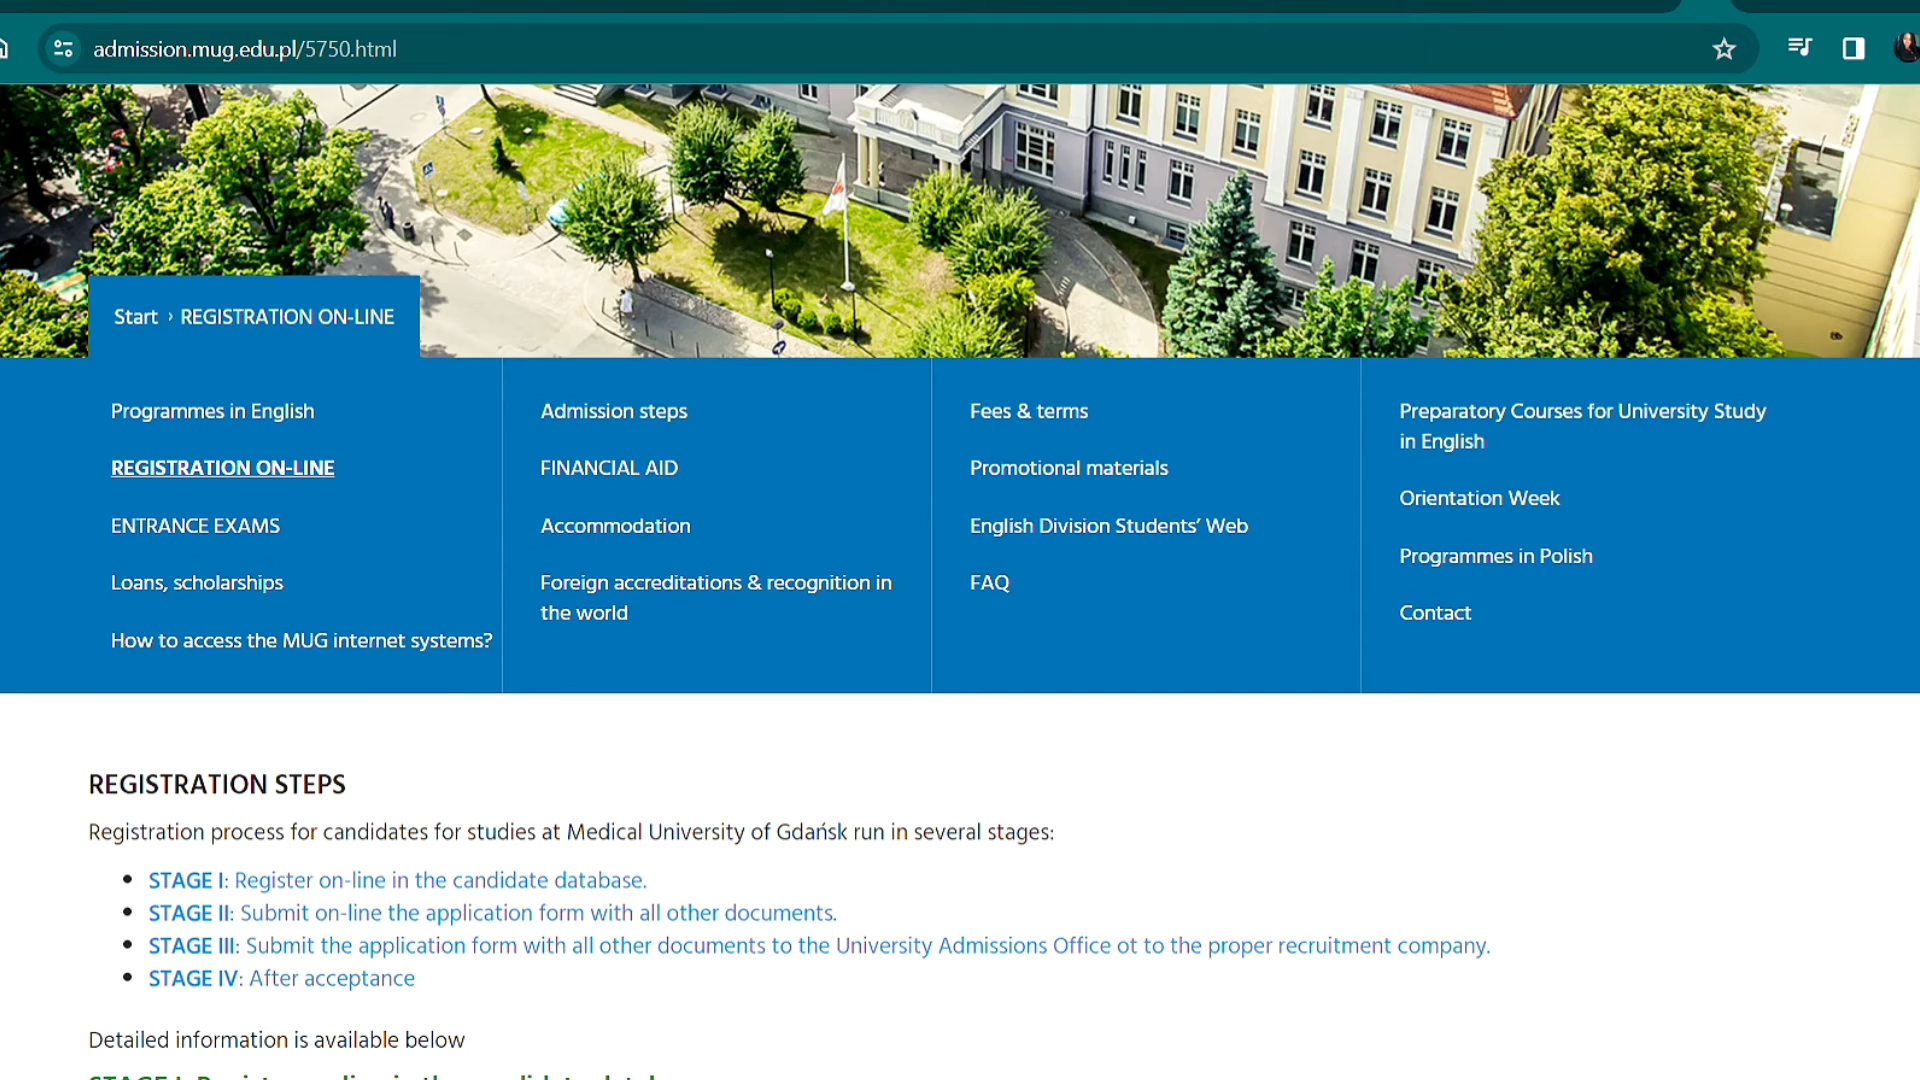 admission.mug.edu.pl/5750.html
Start › REGISTRATION ON-LINE
Programmes in English
REGISTRATION ON-LINE
ENTRANCE EXAMS
Loans, scholarships
How to access the MUG internet systems?
Admission steps
FINANCIAL AID
Accommodation
Foreign accreditations & recognition in
the world
Fees & terms
Promotional materials
English Division Students’ Web
FAQ
Preparatory Courses for University Study
in English
Orientation Week
Programmes in Polish
Contact
REGISTRATION STEPS
Registration process for candidates for studies at Medical University of Gdańsk run in several stages:
• STAGE I: Register on-line in the candidate database.
• STAGE II: Submit on-line the application form with all other documents.
• STAGE III: Submit the application form with all other documents to the University Admissions Office ot to the proper recruitment company.
• STAGE IV: After acceptance
Detailed information is available below